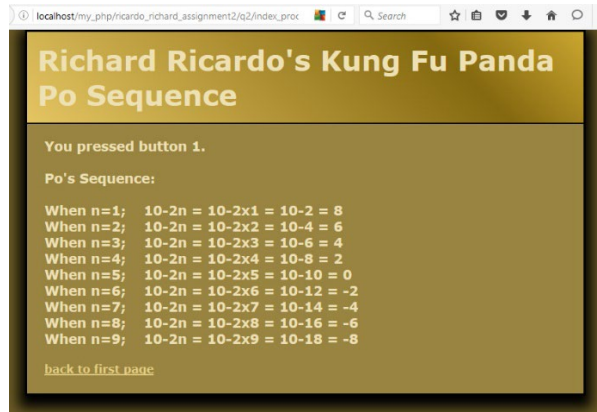 localhost/my_php/ricardo_richard_assignment2/q2/index_proc
Search
Richard Ricardo's Kung Fu Panda
Po Sequence
You pressed button 1.
Po's Sequence:
When n=1; 10-2n = 10-2x1 = 10-2 = 8
When n=2; 10-2n = 10-2x2 = 10-4 = 6
When n=3; 10-2n = 10-2x3 = 10-6 = 4
When n=4; 10-2n = 10-2x4 = 10-8 = 2
When n=5; 10-2n = 10-2x5 = 10-10 = 0
When n=6; 10-2n = 10-2x6 = 10-12 = -2
When n=7; 10-2n = 10-2x7 = 10-14 = -4
When n=8; 10-2n = 10-2x8 = 10-16 = -6
When n=9; 10-2n = 10-2x9 = 10-18 = -8
back to first page